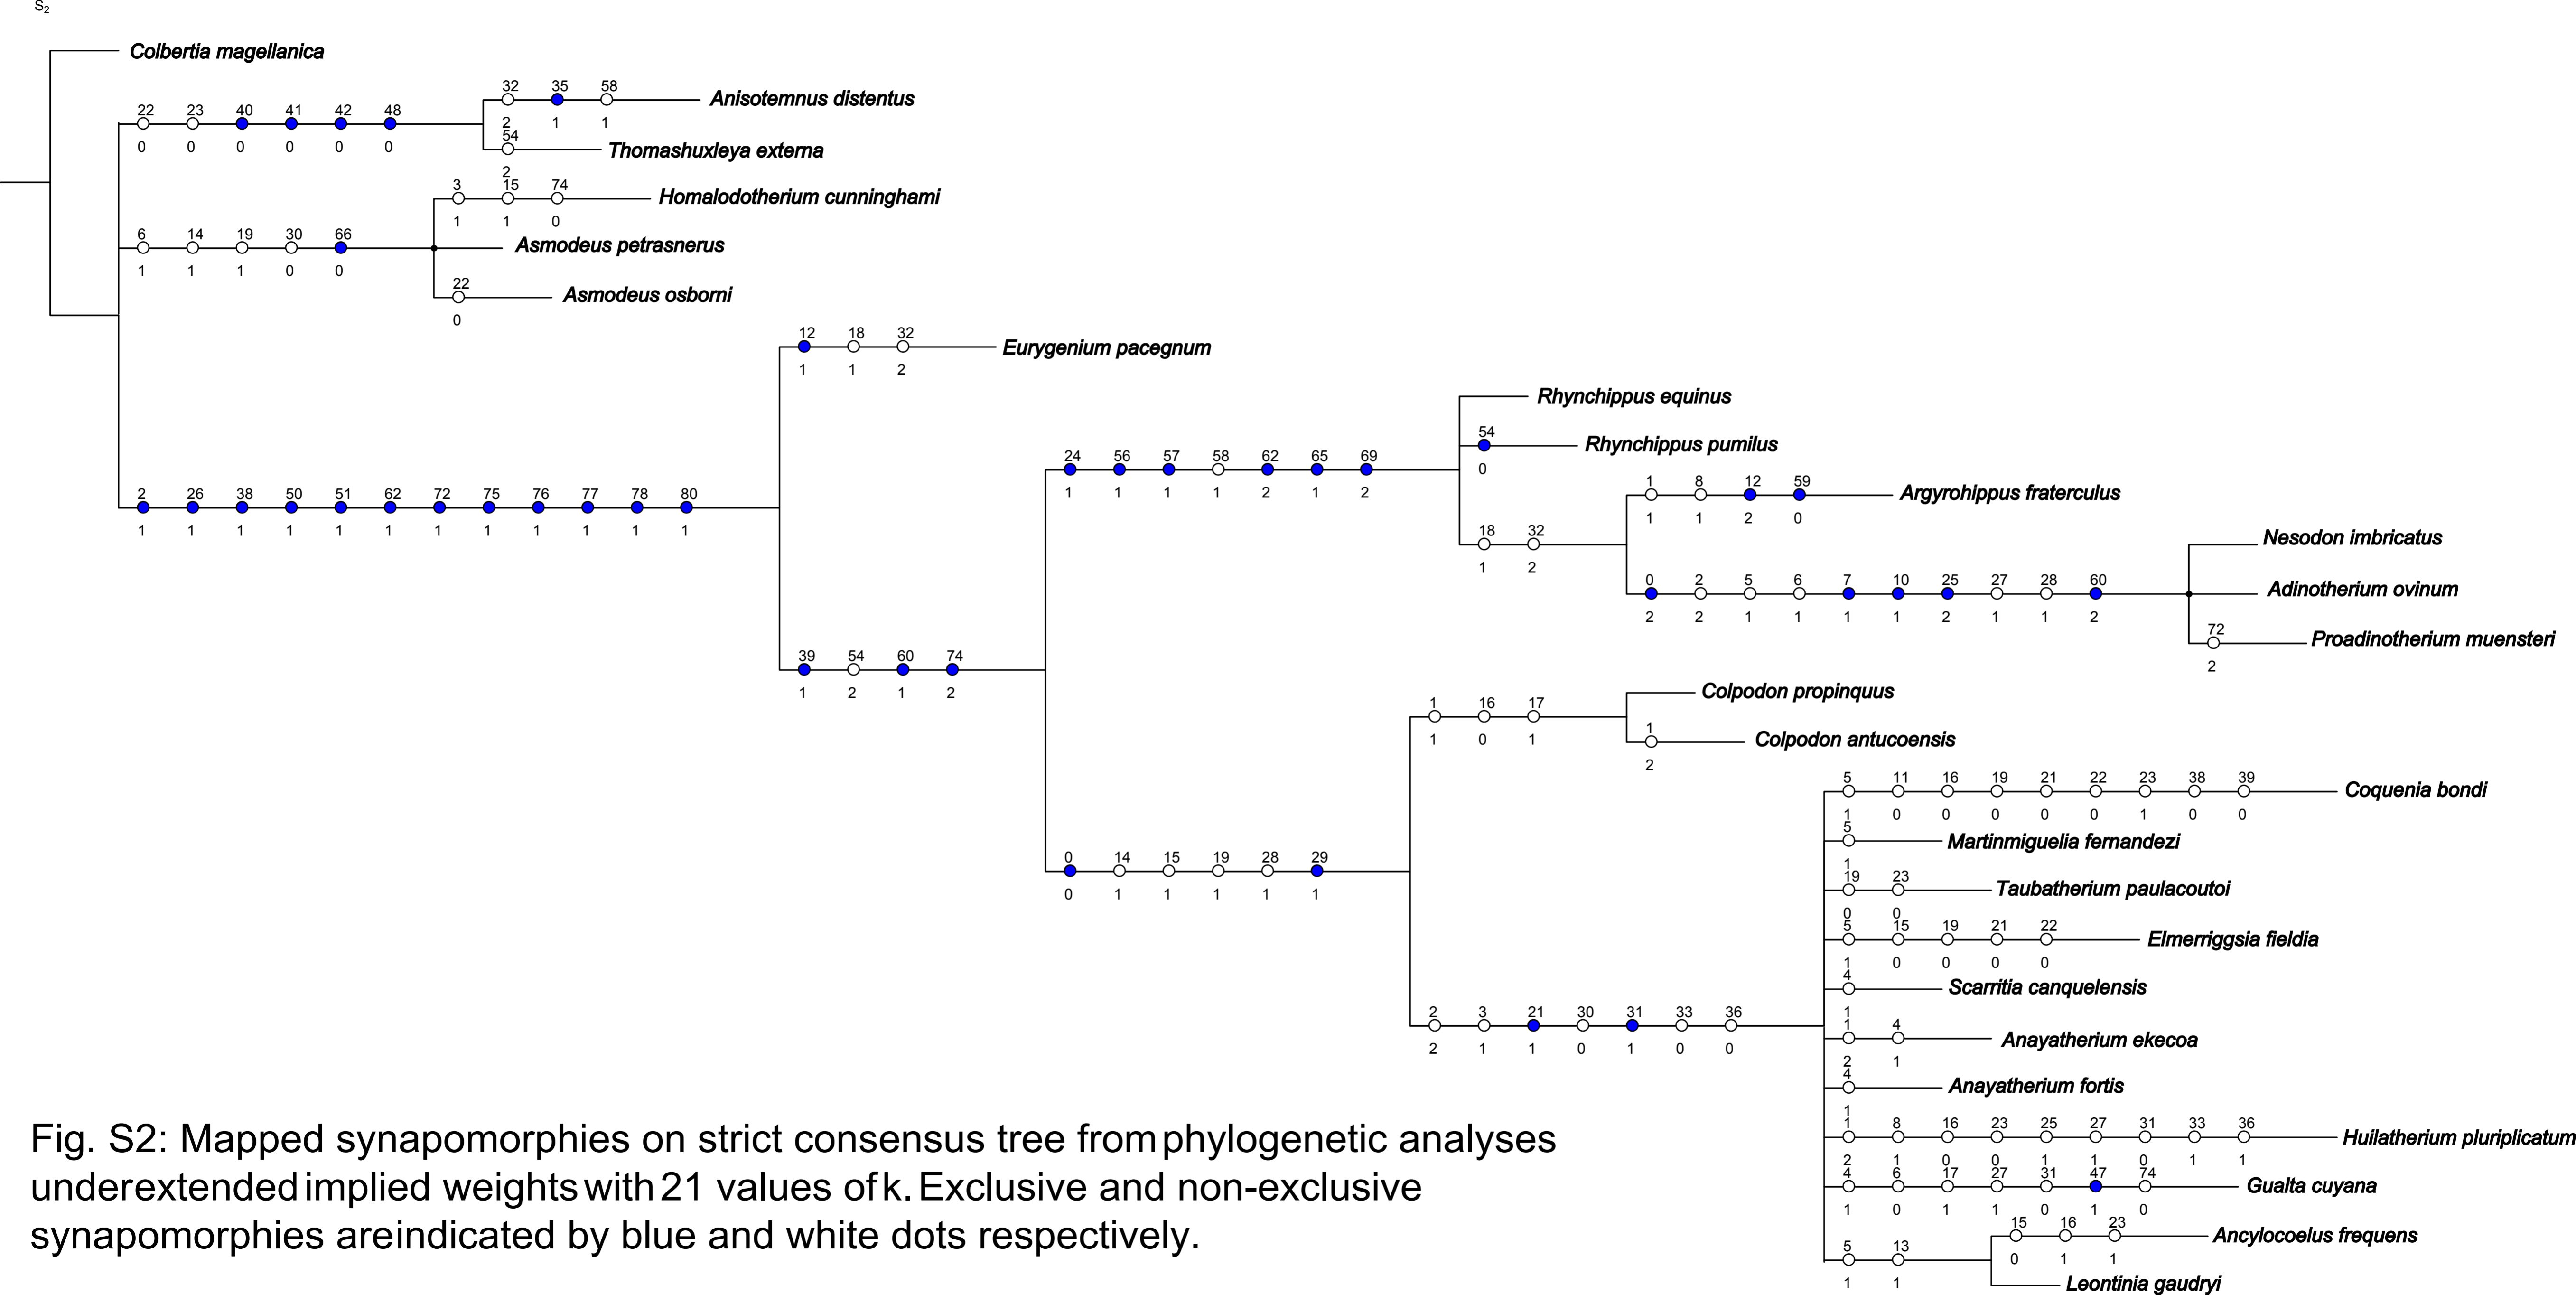 S2
Colbertia magellanica
32 35 58
Anisotemnus distentus
22 23 40 41 42 48
2 1 1
0 0 0 0 0 0
54
Thomashuxleya externa
2
3 15 74
Homalodotherium cunninghami
1 1 0
6 14 19 30 66
Asmodeus petrasnerus
1 1 1 0 0
22
Asmodeus osborni
0
12 18 32
Eurygenium pacegnum
1 1 2
Rhynchippus equinus
54
Rhynchippus pumilus
0
24 56 57 58 62 65 69
1 1 1 1 2 1 2
1 8 12 59
Argyrohippus fraterculus
1 1 2 0
2 26 38 50 51 62 72 75 76 77 78 80
1 1 1 1 1 1 1 1 1 1 1 1
18 32
1 2
Nesodon imbricatus
0 2 5 6 7 10 25 27 28 60
Adinotherium ovinum
2 2 1 1 1 1 2 1 1 2
72
Proadinotherium muensteri
2
39 54 60 74
1 2 1 2
Colpodon propinquus
1 16 17
1 0 1
1
Colpodon antucoensis
2
5 11 16 19 21 22 23 38 39
Coquenia bondi
1 0 0 0 0 0 1 0 0
5
Martinmiguelia fernandezi
1
0 14 15 19 28 29
0 1 1 1 1 1
19 23
Taubatherium paulacoutoi
0 0
5 15 19 21 22
Elmerriggsia fieldia
1 0 0 0 0
4
Scarritia canquelensis
1
2 3 21 30 31 33 36
2 1 1 0 1 0 0
1 4
Anayatherium ekecoa
2 1
4
Anayatherium fortis
1
1 8 16 23 25 27 31 33 36
Huilatherium pluriplicatum
2 1 0 0 1 1 0 1 1
4 6 17 27 31 47 74
Gualta cuyana
1 0 1 1 0 1 0
15 16 23
Ancylocoelus frequens
0 1 1
5 13
1 1
Leontinia gaudryi
Fig. S2: Mapped synapomorphies on strict consensus tree from phylogenetic analyses
underextended implied weights with 21 values of k. Exclusive and non-exclusive
synapomorphies areindicated by blue and white dots respectively.